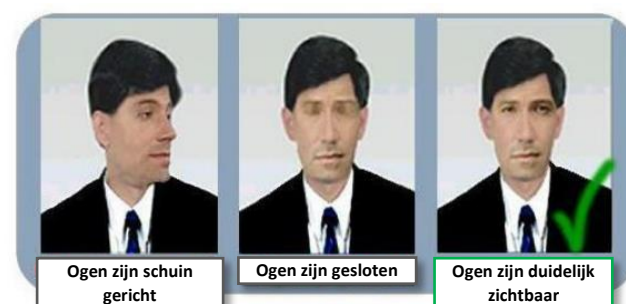 Ogen zijn schuin
gericht
Ogen zijn gesloten
Ogen zijn duidelijk
zichtbaar